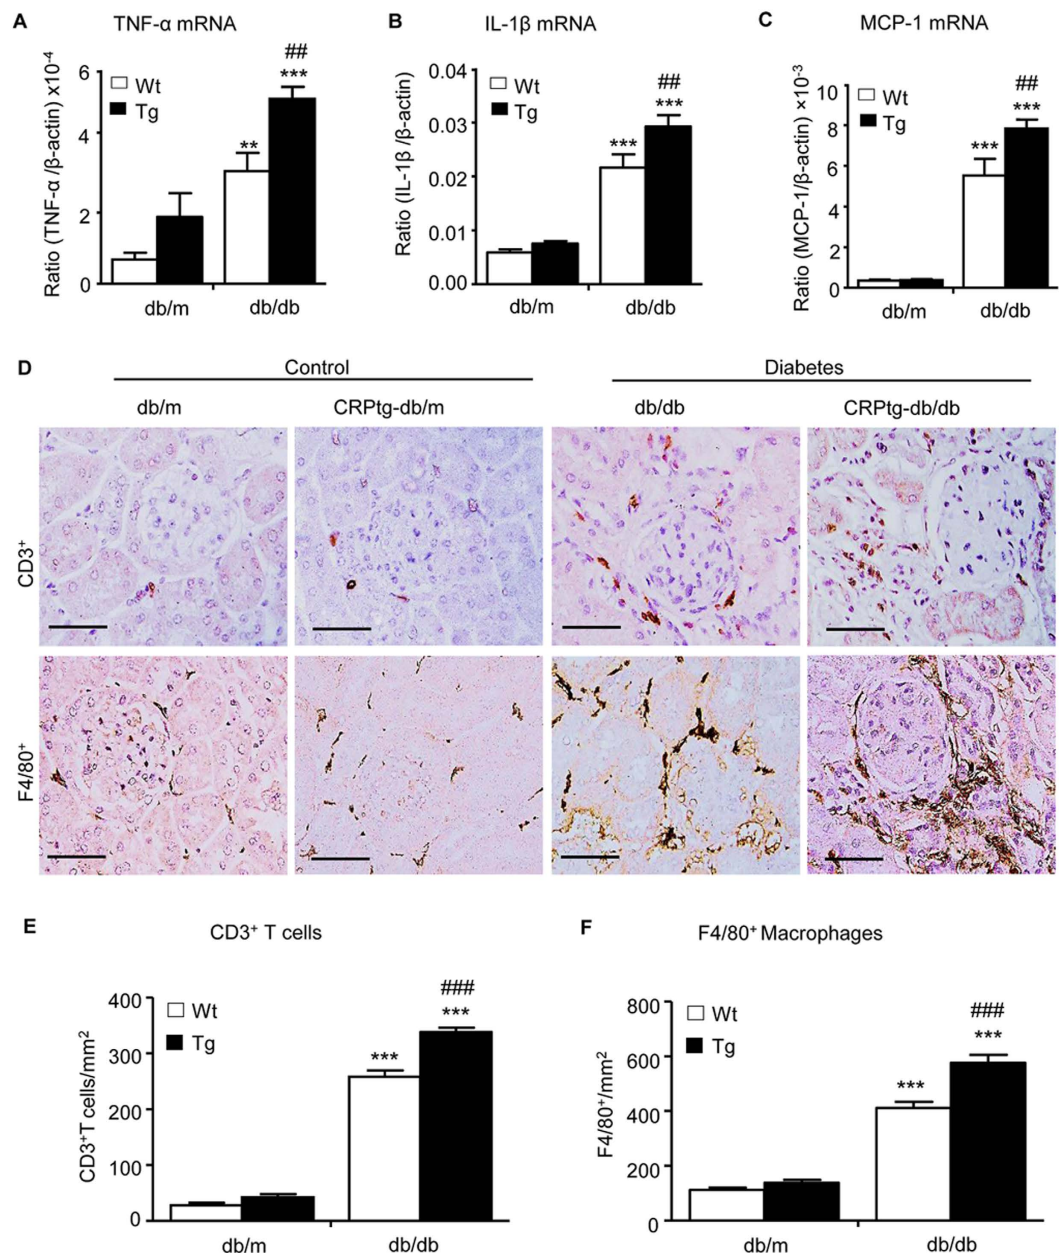 A TNF-α mRNA
Ratio (TNF-α /β-actin) x10-4
6
4
2
0
Wt
Tg
**
##
***
db/m db/db
B IL-1β mRNA
Ratio (IL-1β /β-actin)
0.04
0.03
0.02
0.01
0.00
Wt
Tg
***
##
***
db/m db/db
C MCP-1 mRNA
Ratio (MCP-1/β-actin) ×10-3
10
8
6
4
2
0
Wt
Tg
***
##
***
db/m db/db
D Control Diabetes
db/m CRPtg-db/m db/db CRPtg-db/db
CD3+
F4/80+
E CD3+ T cells
CD3+T cells/mm2
400
300
200
100
0
Wt
Tg
***
###
***
db/m db/db
F F4/80+ Macrophages
F4/80+/mm2
800
600
400
200
0
Wt
Tg
***
###
***
db/m db/db